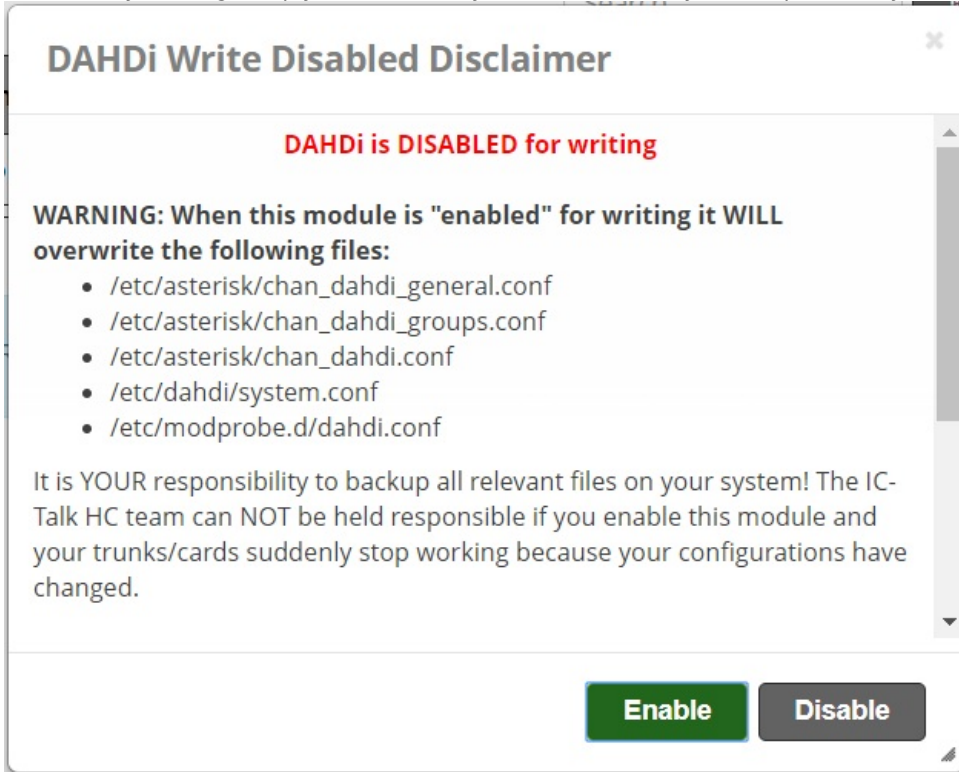 DAHDi Write Disabled Disclaimer
DAHDi is DISABLED for writing
WARNING: When this module is "enabled" for writing it WILL
overwrite the following files:
• /etc/asterisk/chan_dahdi_general.conf
• /etc/asterisk/chan_dahdi_groups.conf
• /etc/asterisk/chan_dahdi.conf
• /etc/dahdi/system.conf
• /etc/modprobe.d/dahdi.conf
It is YOUR responsibility to backup all relevant files on your system! The IC-
Talk HC team can NOT be held responsible if you enable this module and
your trunks/cards suddenly stop working because your configurations have
changed.
Enable
Disable